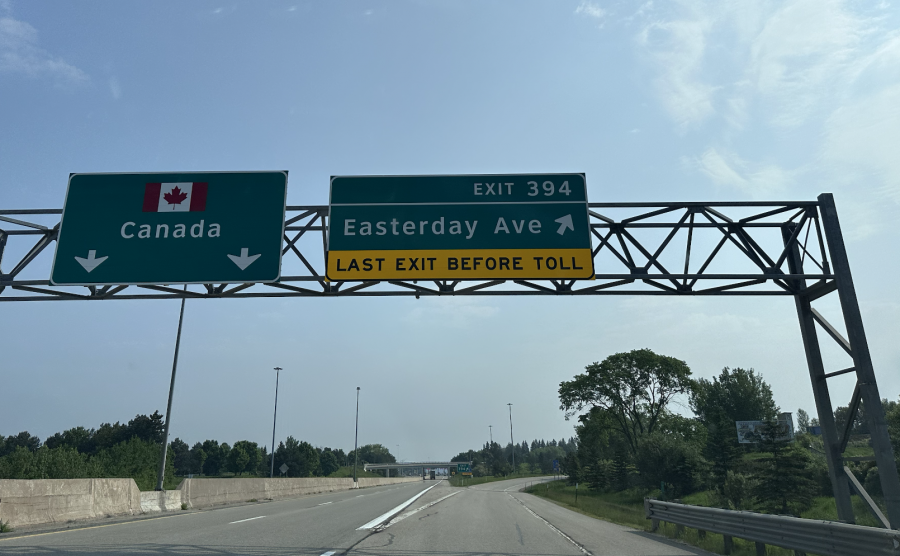 Canada
EXIT 394
Easterday Ave
LAST EXIT BEFORE TOLL